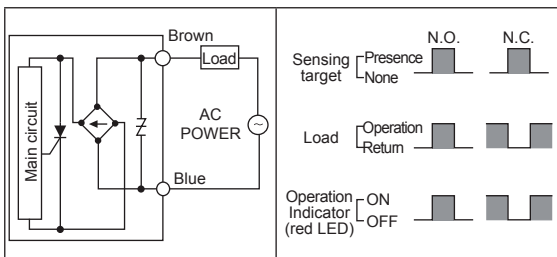 Brown
Load
Main circuit
AC
POWER
~
Blue
N.O.
N.C.
Sensing
target
Presence
None
Load
Operation
Return
Operation
Indicator
(red LED)
ON
OFF